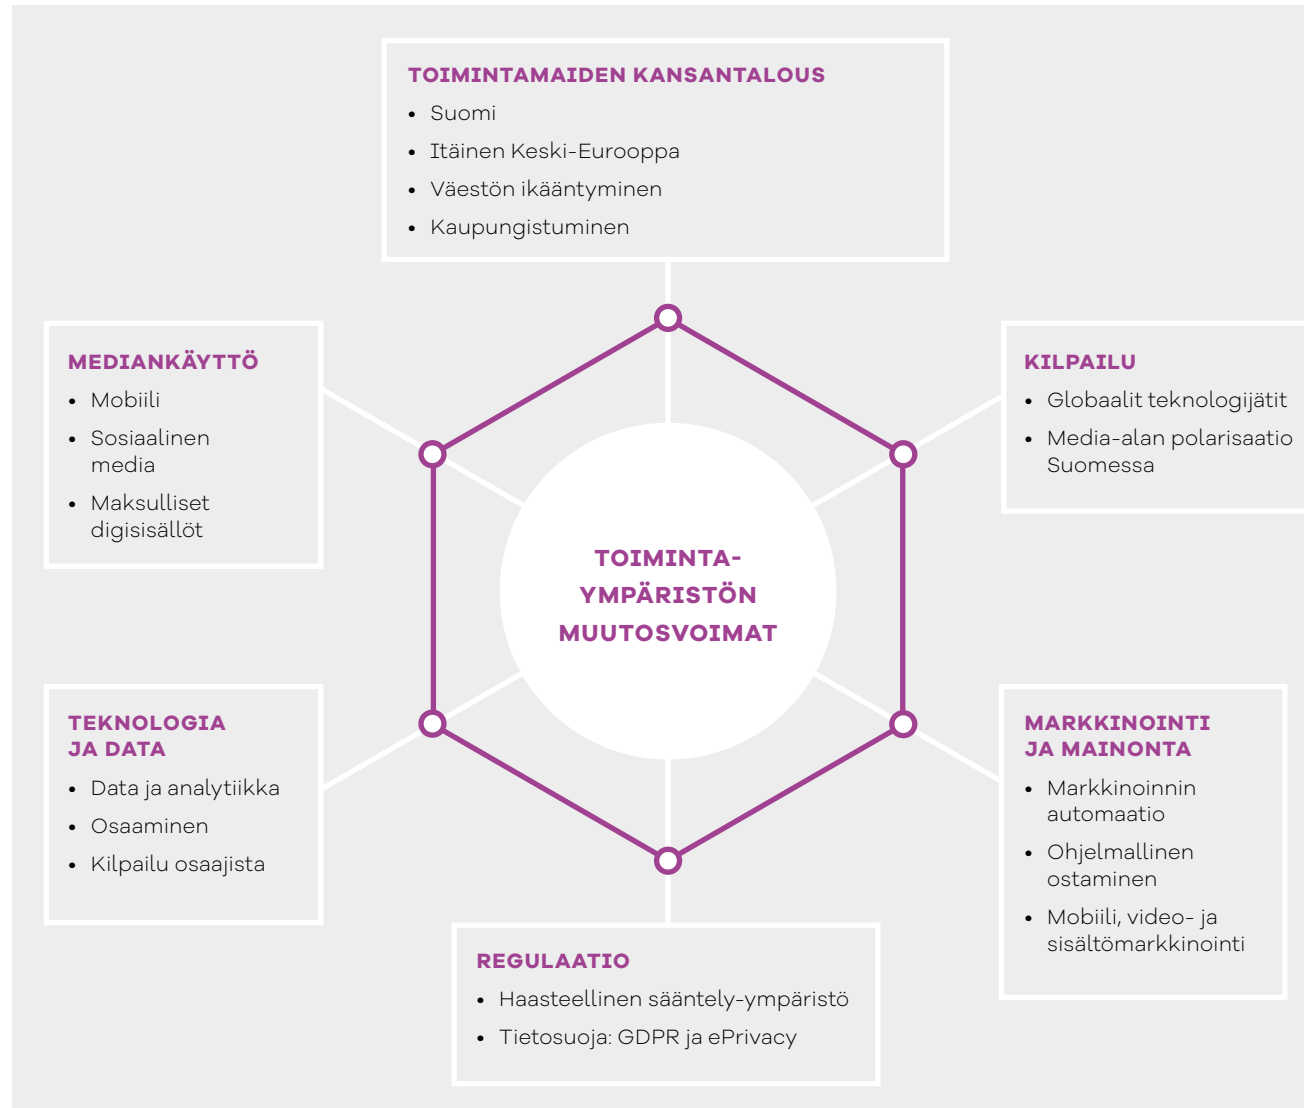 TOIMINTAMAIDEN KANSANTALOUS
• Suomi
• Itäinen Keski-Eurooppa
• Väestön ikääntyminen
• Kaupungistuminen
MEDIANKÄYTTÖ
• Mobiili
• Sosiaalinen
media
• Maksulliset
digisisällöt
KILPAILU
• Globaalit teknologijätit
• Media-alan polarisaatio
Suomessa
TOIMINTA-
YMPÄRISTÖN
MUUTOSVOIMAT
TEKNOLOGIA
JA DATA
• Data ja analytiikka
• Osaaminen
• Kilpailu osaajista
MARKKINOINTI
JA MAINONTA
• Markkinoinnin
automaatio
• Ohjelmallinen
ostaminen
• Mobiili, video- ja
sisältömarkkinointi
REGULAATIO
• Haasteellinen sääntely-ympäristö
• Tietosuoja: GDPR ja ePrivacy